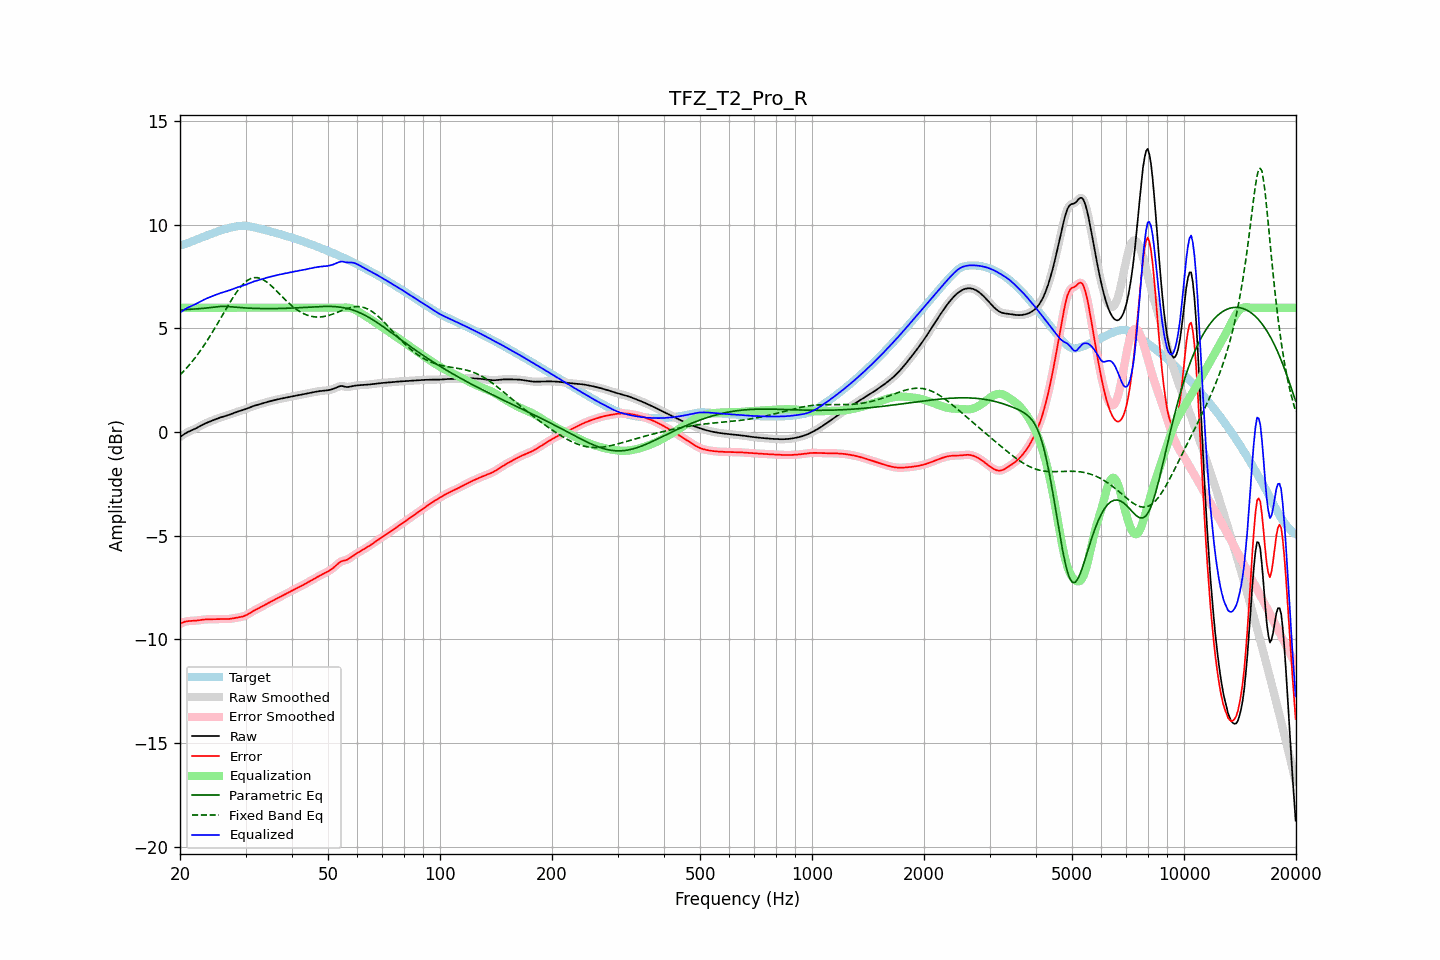 TFZ_T2_Pro_R
15
10
5
0
−5
−10
−15
−20
Amplitude (dBr)
Target
Raw Smoothed
Error Smoothed
Raw
Error
Equalization
Parametric Eq
Fixed Band Eq
Equalized
20 50 100 200 500 1000 2000 5000 10000 20000
Frequency (Hz)